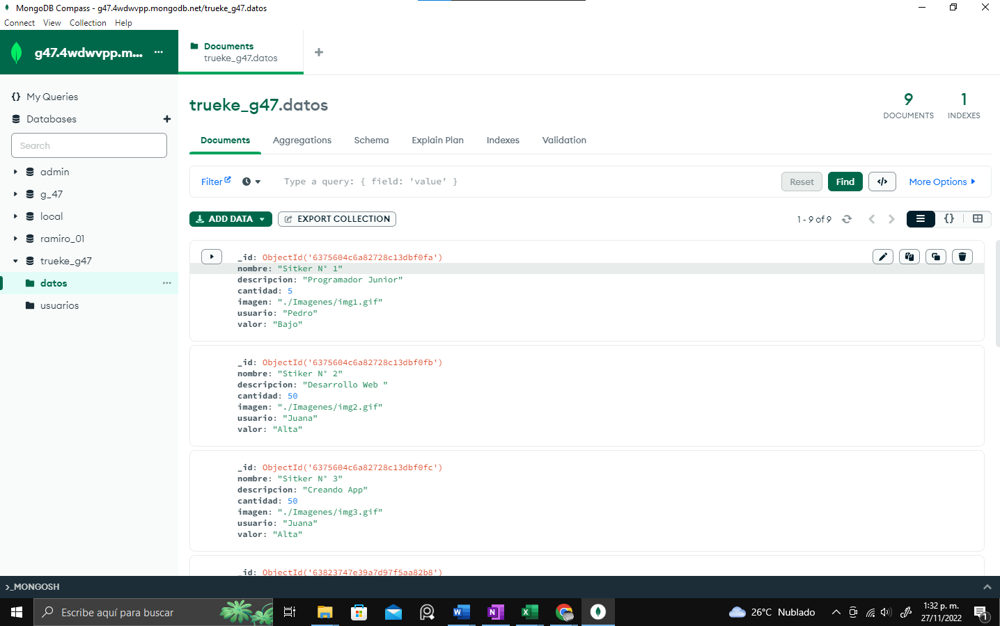 MongoDB Compass - g47.4wdwvpp.mongodb.net/trueke_g47.datos
Connect View Collection Help
g47.4wdwvpp.m... ...
Documents
trueke_g47.datos
+
{} My Queries
Databases +
Search
admin
g_47
local
ramiro_01
trueke_g47
datos ...
usuarios
trueke_g47.datos
9
DOCUMENTS
1
INDEXES
Documents Aggregations Schema Explain Plan Indexes Validation
Filter Type a query: { field: 'value' } Reset Find </> More Options
ADD DATA EXPORT COLLECTION 1 - 9 of 9 {}
_id: ObjectId('6375604c6a82728c13dbf0fa')
nombre: "Sitker N° 1"
descripcion: "Programador Junior"
cantidad: 5
imagen: "./Imagenes/img1.gif"
usuario: "Pedro"
valor: "Bajo"
_id: ObjectId('6375604c6a82728c13dbf0fb')
nombre: "Stiker N° 2"
descripcion: "Desarrollo Web "
cantidad: 50
imagen: "./Imagenes/img2.gif"
usuario: "Juana"
valor: "Alta"
_id: ObjectId('6375604c6a82728c13dbf0fc')
nombre: "Sitker N° 3"
descripcion: "Creando App"
cantidad: 50
imagen: "./Imagenes/img3.gif"
usuario: "Juana"
valor: "Alta"
_id: ObjectId('63823747e39a7d97f5aa82b8')
>_MONGOSH
Escribe aquí para buscar
26°C Nublado
1:32 p. m.
27/11/2022
1